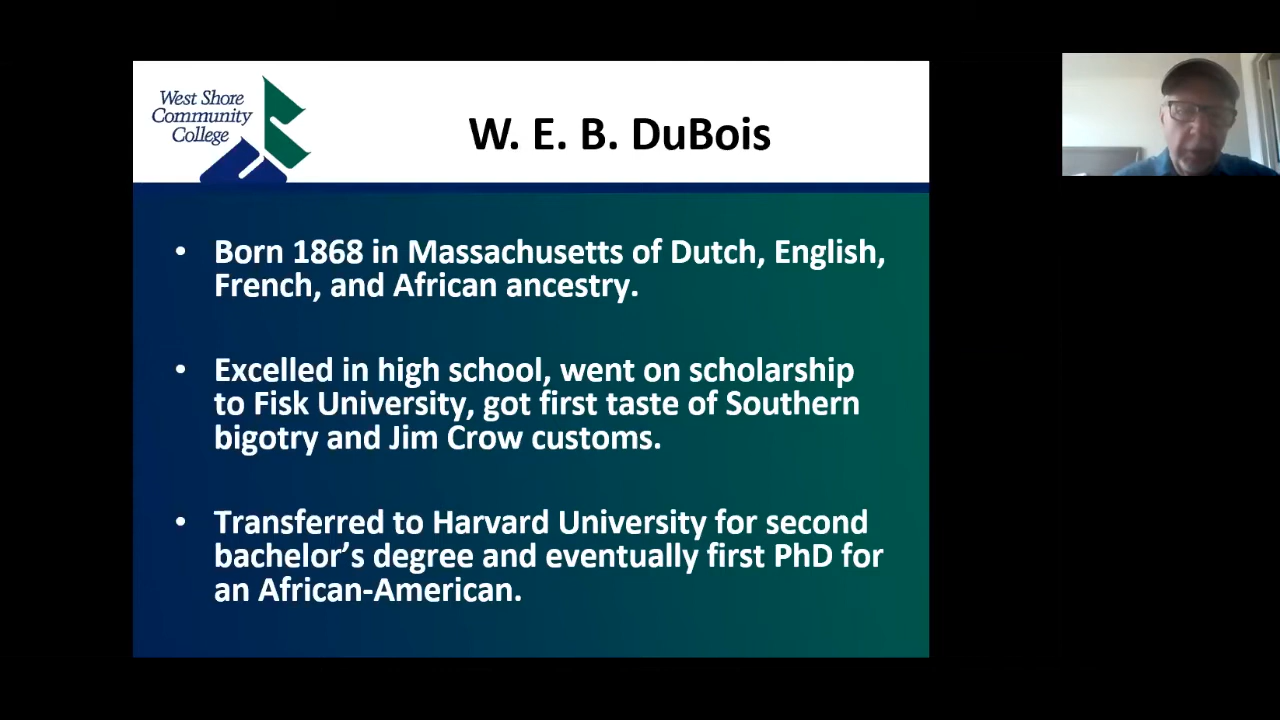 West Shore
Community
College
W. E. B. DuBois
• Born 1868 in Massachusetts of Dutch, English,
French, and African ancestry.
• Excelled in high school, went on scholarship
to Fisk University, got first taste of Southern
bigotry and Jim Crow customs.
• Transferred to Harvard University for second
bachelor’s degree and eventually first PhD for
an African-American.